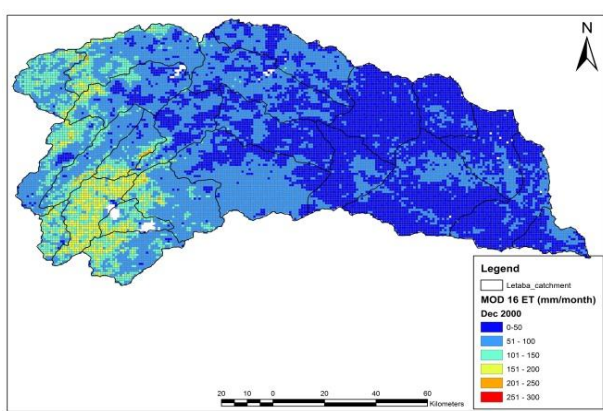 N
Legend
Letaba_catchment
MOD 16 ET (mm/month)
Dec 2000
0-50
51 - 100
101 - 150
151 - 200
201 - 250
251 - 300
20 10 0 20 40 60
Kilometers